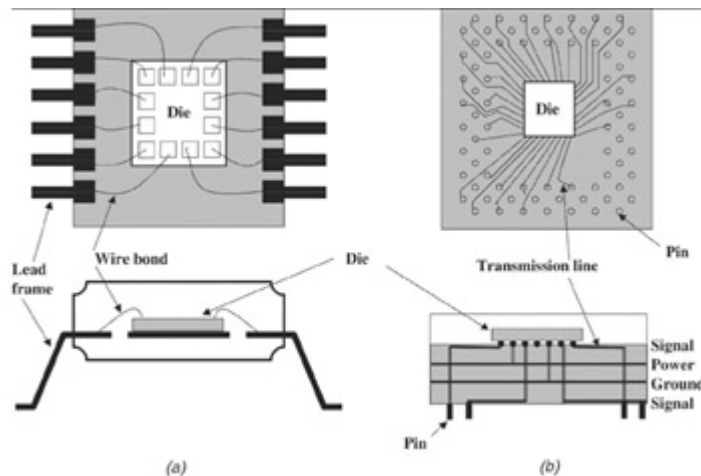 Die
Die
Pin
Lead
frame
Wire bond
Die
Transmission line
Signal
Power
Ground
Signal
Pin
(a)
(b)